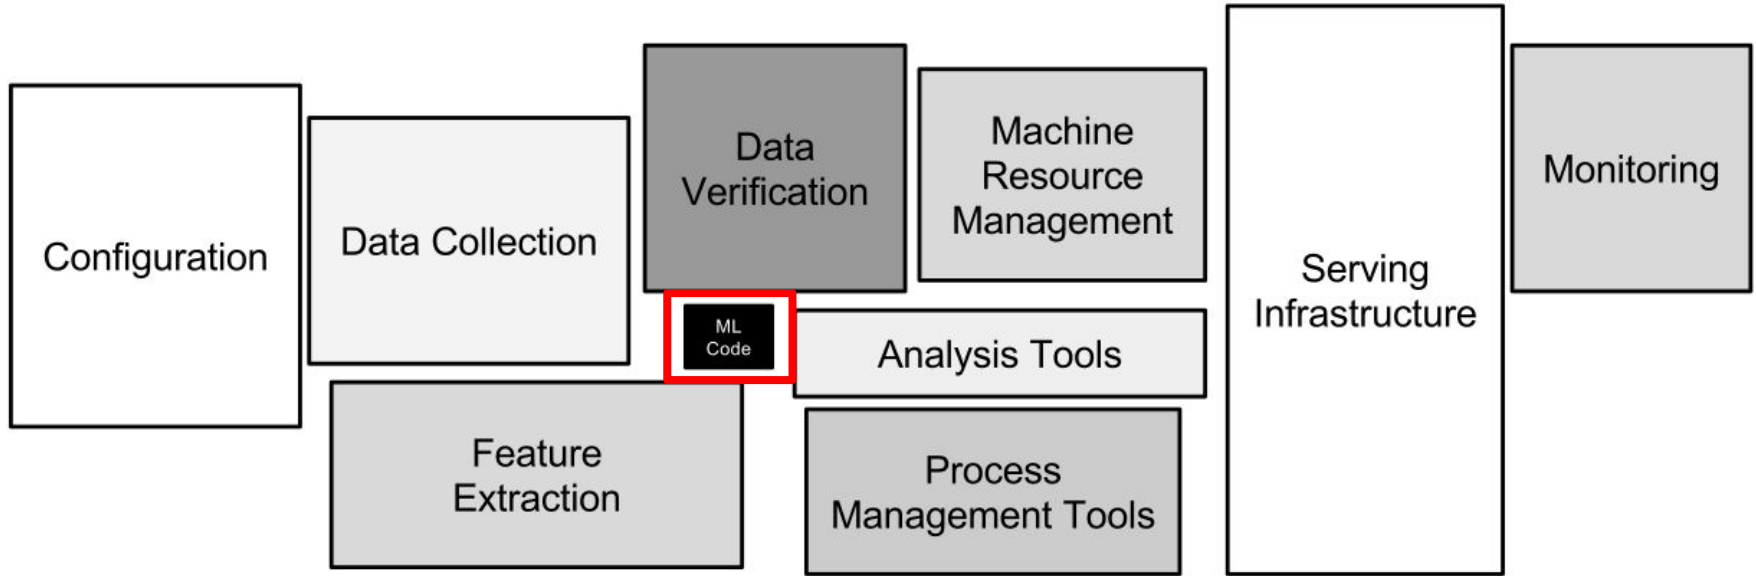 Configuration
Data Collection
Feature
Extraction
Data
Verification
ML
Code
Machine
Resource
Management
Analysis Tools
Process
Management Tools
Serving
Infrastructure
Monitoring